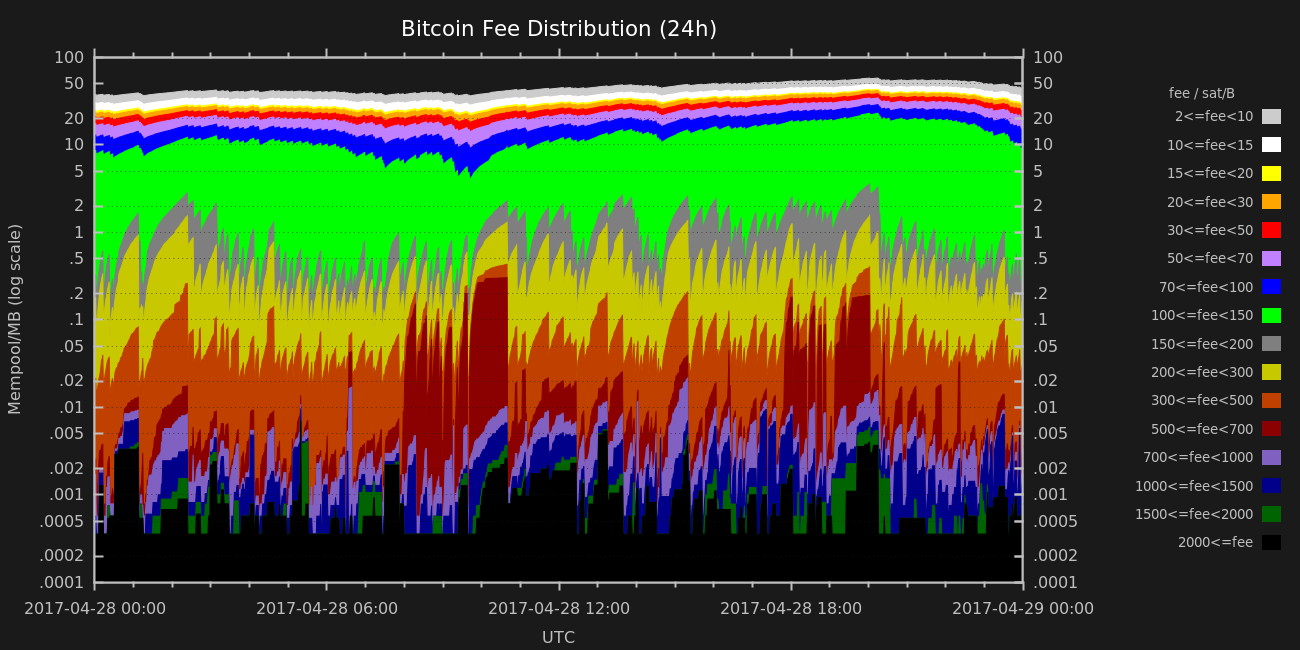 Bitcoin Fee Distribution (24h)
100
50
20
10
5
2
1
.5
.2
.1
.05
.02
.01
.005
.002
.001
.0005
.0002
.0001
Mempool/MB (log scale)
100
50
20
10
5
2
1
.5
.2
.1
.05
.02
.01
.005
.002
.001
.0005
.0002
.0001
2017-04-28 00:00
2017-04-28 06:00
2017-04-28 12:00
2017-04-28 18:00
2017-04-29 00:00
UTC
fee / sat/B
2<=fee<10
10<=fee<15
15<=fee<20
20<=fee<30
30<=fee<50
50<=fee<70
70<=fee<100
100<=fee<150
150<=fee<200
200<=fee<300
300<=fee<500
500<=fee<700
700<=fee<1000
1000<=fee<1500
1500<=fee<2000
2000<=fee